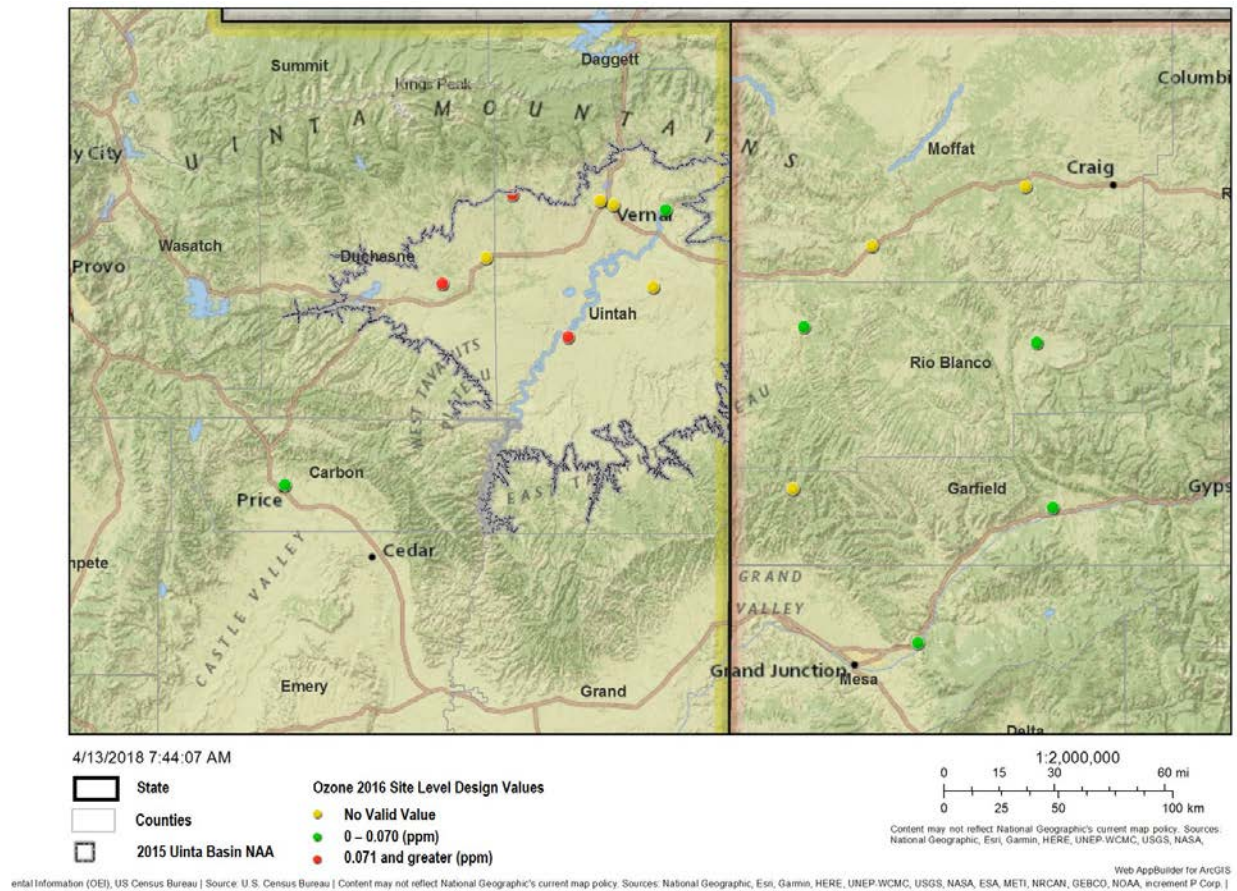 Summit
Daggett
Columbi
Kings Peak
UINTA MOUNTAINS
ly City
Moffat
Craig
R
Vernal
Wasatch
Duchesne
Provo
Uintah
WEST TAVAPUTS
PLATEAU
Rio Blanco
EAU
Carbon
Price
EAST TA
Garfield
Gyps
Cedar
npete
CASTLE VALLEY
GRAND
VALLEY
Grand Junction
Mesa
Emery
Grand
Delta
4/13/2018 7:44:07 AM
1:2,000,000
State
Ozone 2016 Site Level Design Values
0 15 30 60 mi
Counties
No Valid Value
0 25 50 100 km
0 – 0.070 (ppm)
2015 Uinta Basin NAA
0.071 and greater (ppm)
Content may not reflect National Geographic's current map policy. Sources:
National Geographic, Esri, Garmin, HERE, UNEP-WCMC, USGS, NASA,
Web AppBuilder for ArcGIS
ental Information (OEI), US Census Bureau | Source: U.S. Census Bureau | Content may not reflect National Geographic's current map policy. Sources: National Geographic, Esri, Garmin, HERE, UNEP-WCMC, USGS, NASA, ESA, METI, NRCAN, GEBCO, NOAA, increment P Corp. |